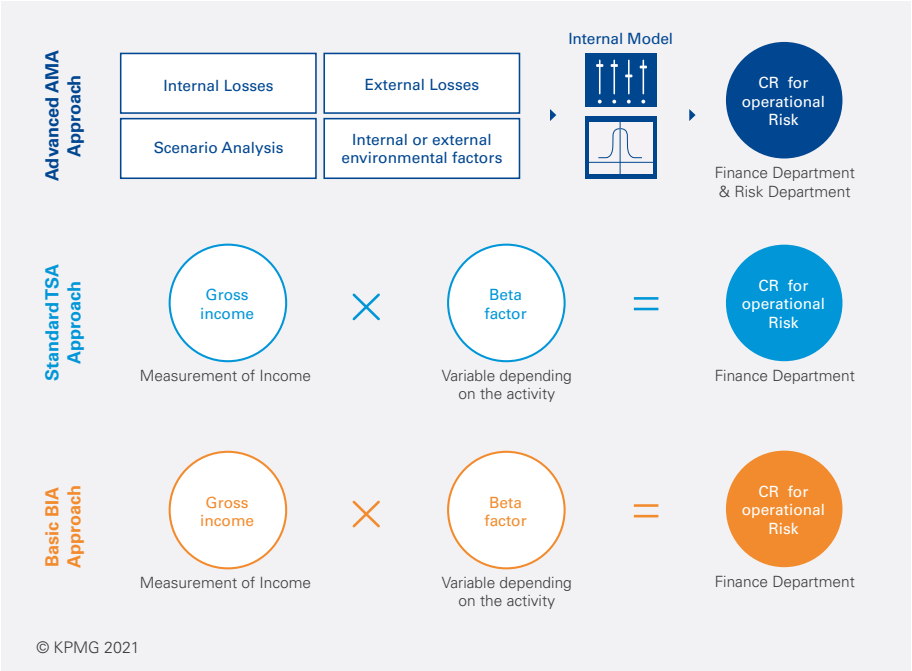 Advanced AMA
Approach
Internal Losses
External Losses
Scenario Analysis
Internal or external
environmental factors
Internal Model
CR for
operational
Risk
Finance Department
& Risk Department
Standard TSA
Approach
Gross
income
Measurement of Income
Beta
factor
Variable depending
on the activity
=
CR for
operational
Risk
Finance Department
Basic BIA
Approach
Gross
income
Measurement of Income
Beta
factor
Variable depending
on the activity
=
CR for
operational
Risk
Finance Department
© KPMG 2021